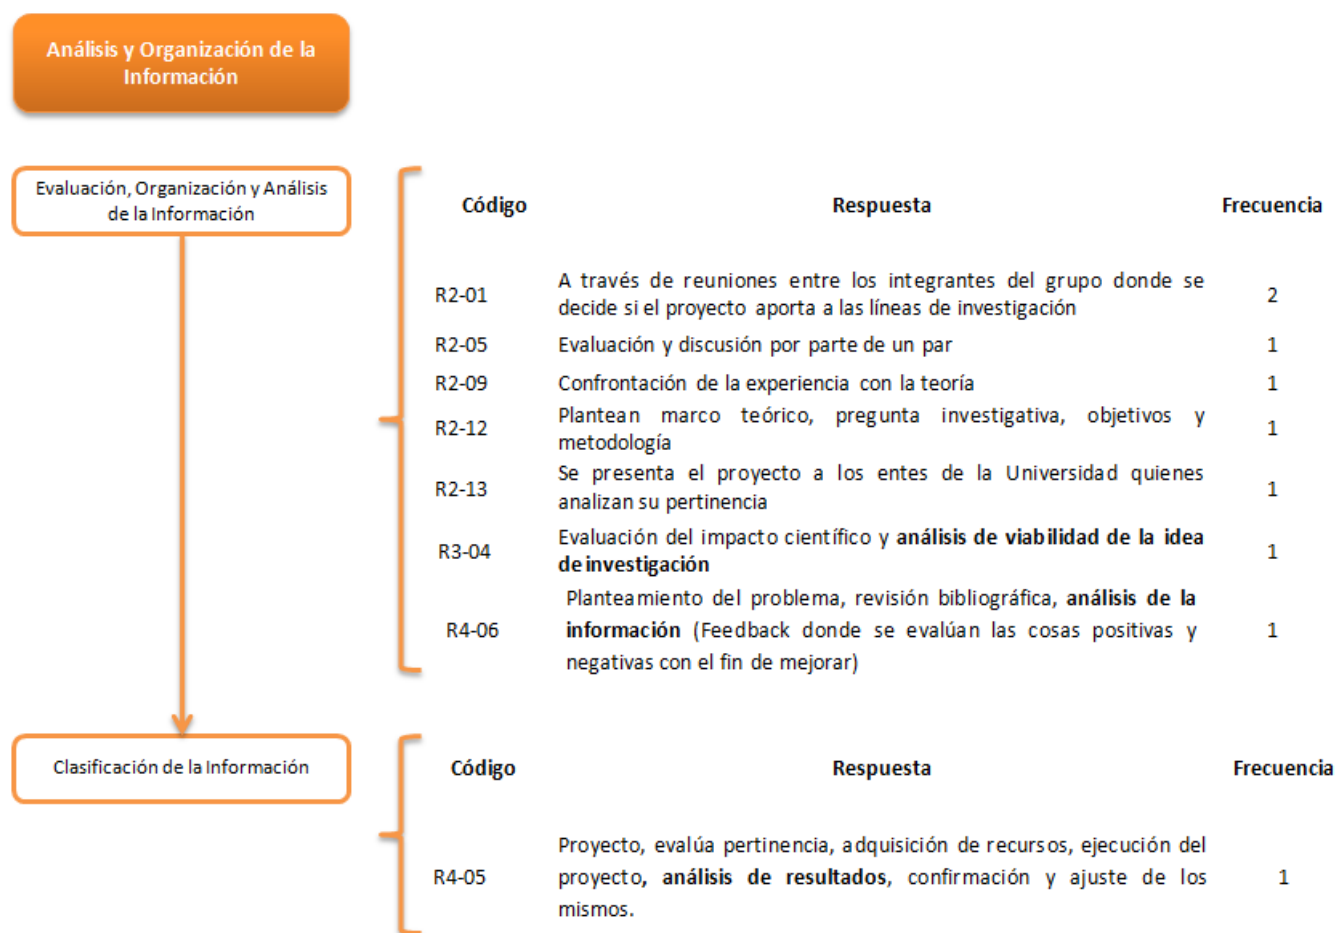 Análisis y Organización de la
Información
Evaluación, Organización y Análisis
de la Información
Código Respuesta Frecuencia
R2-01 A través de reuniones entre los integrantes del grupo donde se 2
decide si el proyecto aporta a las líneas de investigación
R2-05 Evaluación y discusión por parte de un par 1
R2-09 Confrontación de la experiencia con la teoría 1
R2-12 Plantean marco teórico, pregunta investigativa, objetivos y 1
metodología
R2-13 Se presenta el proyecto a los entes de la Universidad quienes 1
analizan su pertinencia
R3-04 Evaluación del impacto científico y análisis de viabilidad de la idea 1
de investigación
Planteamiento del problema, revisión bibliográfica, análisis de la
R4-06 información (Feedback donde se evalúan las cosas positivas y 1
negativas con el fin de mejorar)
Clasificación de la Información
Código Respuesta Frecuencia
Proyecto, evalúa pertinencia, adquisición de recursos, ejecución del
R4-05 proyecto, análisis de resultados, confirmación y ajuste de los 1
mismos.